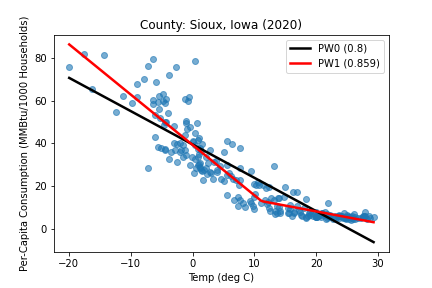 County: Sioux, Iowa (2020)
Per-Capita Consumption (MMBtu/1000 Households)
80
60
40
20
0
PW0 (0.8)
PW1 (0.859)
−20
−10
0
10
20
30
Temp (deg C)